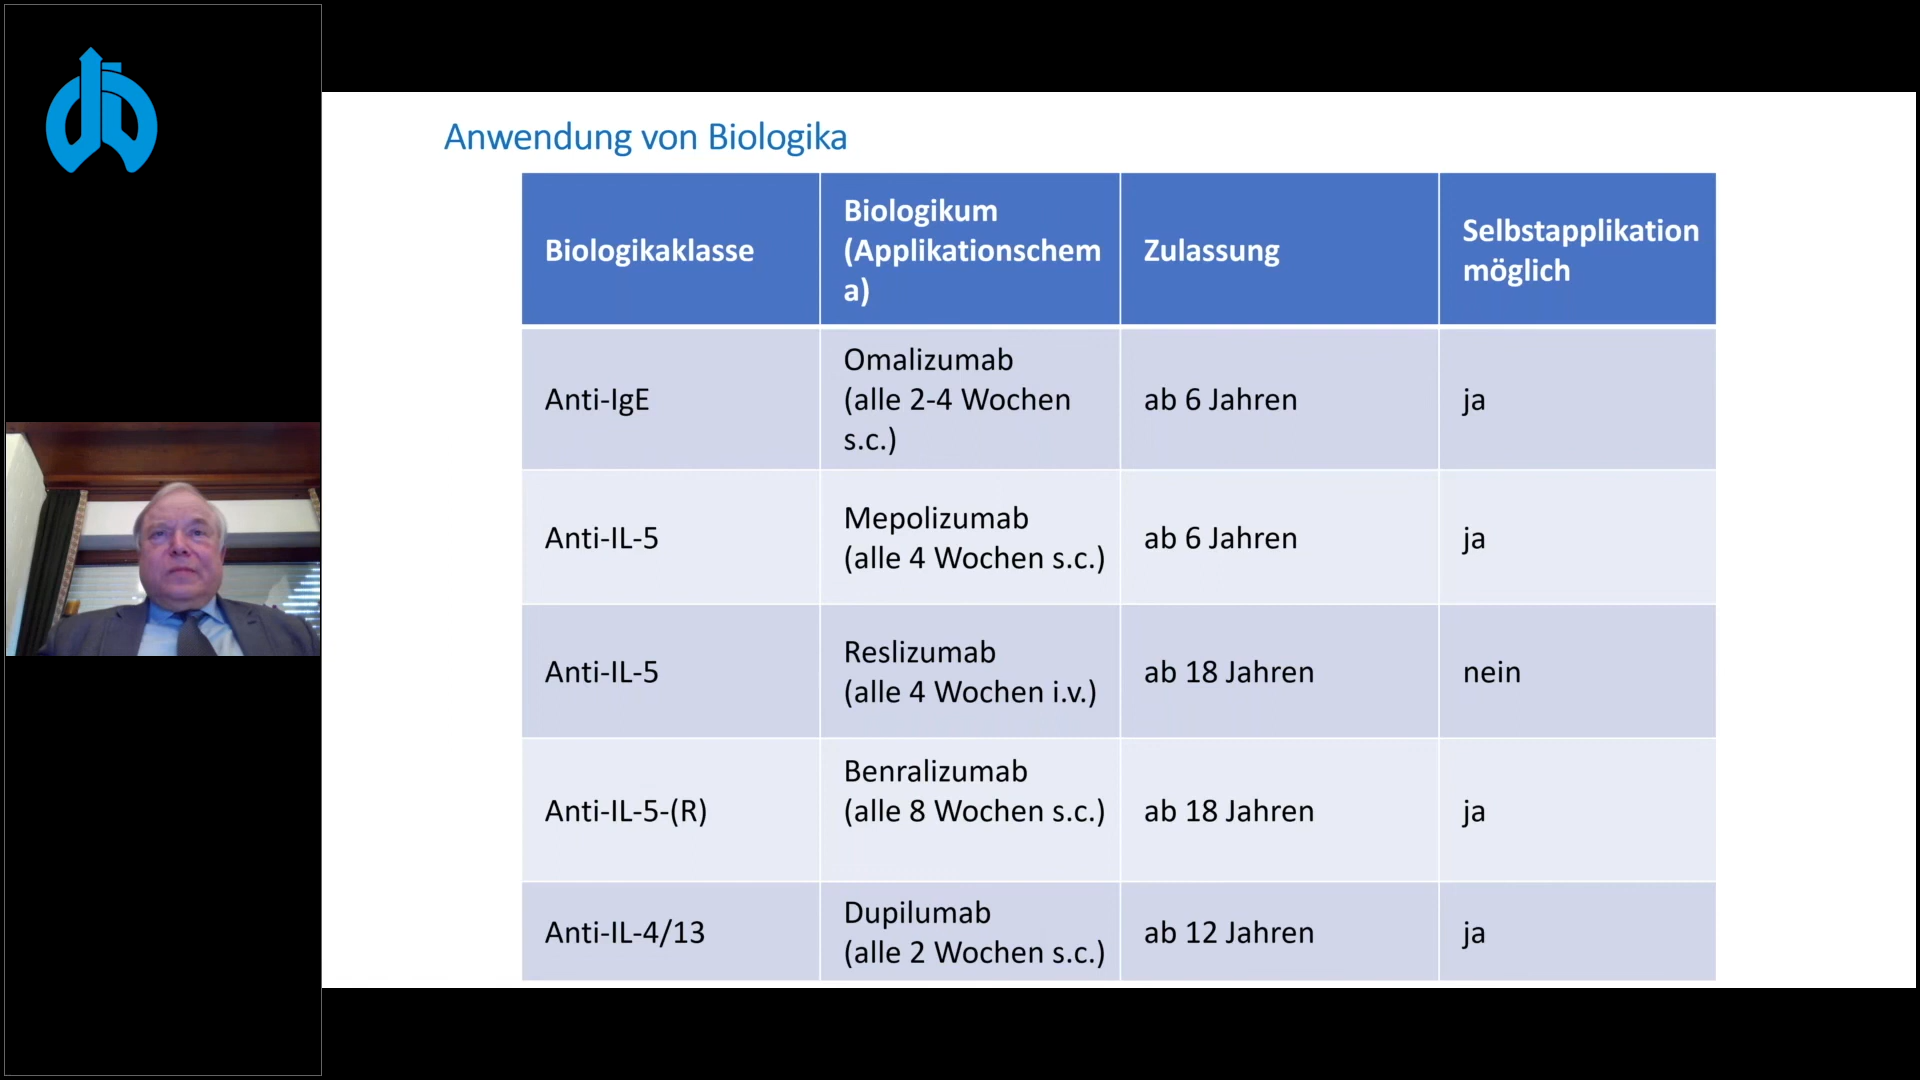 Anwendung von Biologika
Biologikaklasse
Biologikum
(Applikationschem
a)
Zulassung
Selbstapplikation
möglich
Anti-IgE
Omalizumab
(alle 2-4 Wochen
s.c.)
ab 6 Jahren
ja
Anti-IL-5
Mepolizumab
(alle 4 Wochen s.c.)
ab 6 Jahren
ja
Anti-IL-5
Reslizumab
(alle 4 Wochen i.v.)
ab 18 Jahren
nein
Anti-IL-5-(R)
Benralizumab
(alle 8 Wochen s.c.)
ab 18 Jahren
ja
Anti-IL-4/13
Dupilumab
(alle 2 Wochen s.c.)
ab 12 Jahren
ja